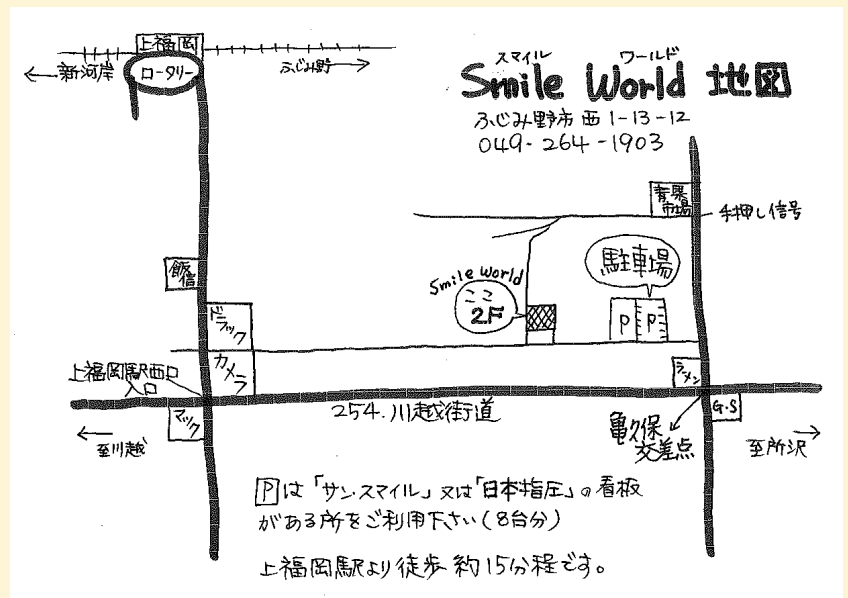 上福岡
ロータリー
新河岸
ふじみ野
スマイル ワールド
Smile World 地図
ふじみ野市西1-13-12
049-264-1903
青果
市場
手押し信号
駐車場
P P
Smile World
ここ
2F
飯信
ドラック
カメラ
上福岡駅西口
入口
マック
254.川越街道
ラーメン
G.S
亀久保
交差点
至川越
至所沢
Pは「サン.スマイル」又は「日本指圧」の看板
がある所をご利用下さい(8台分)
上福岡駅より徒歩約15分程です。